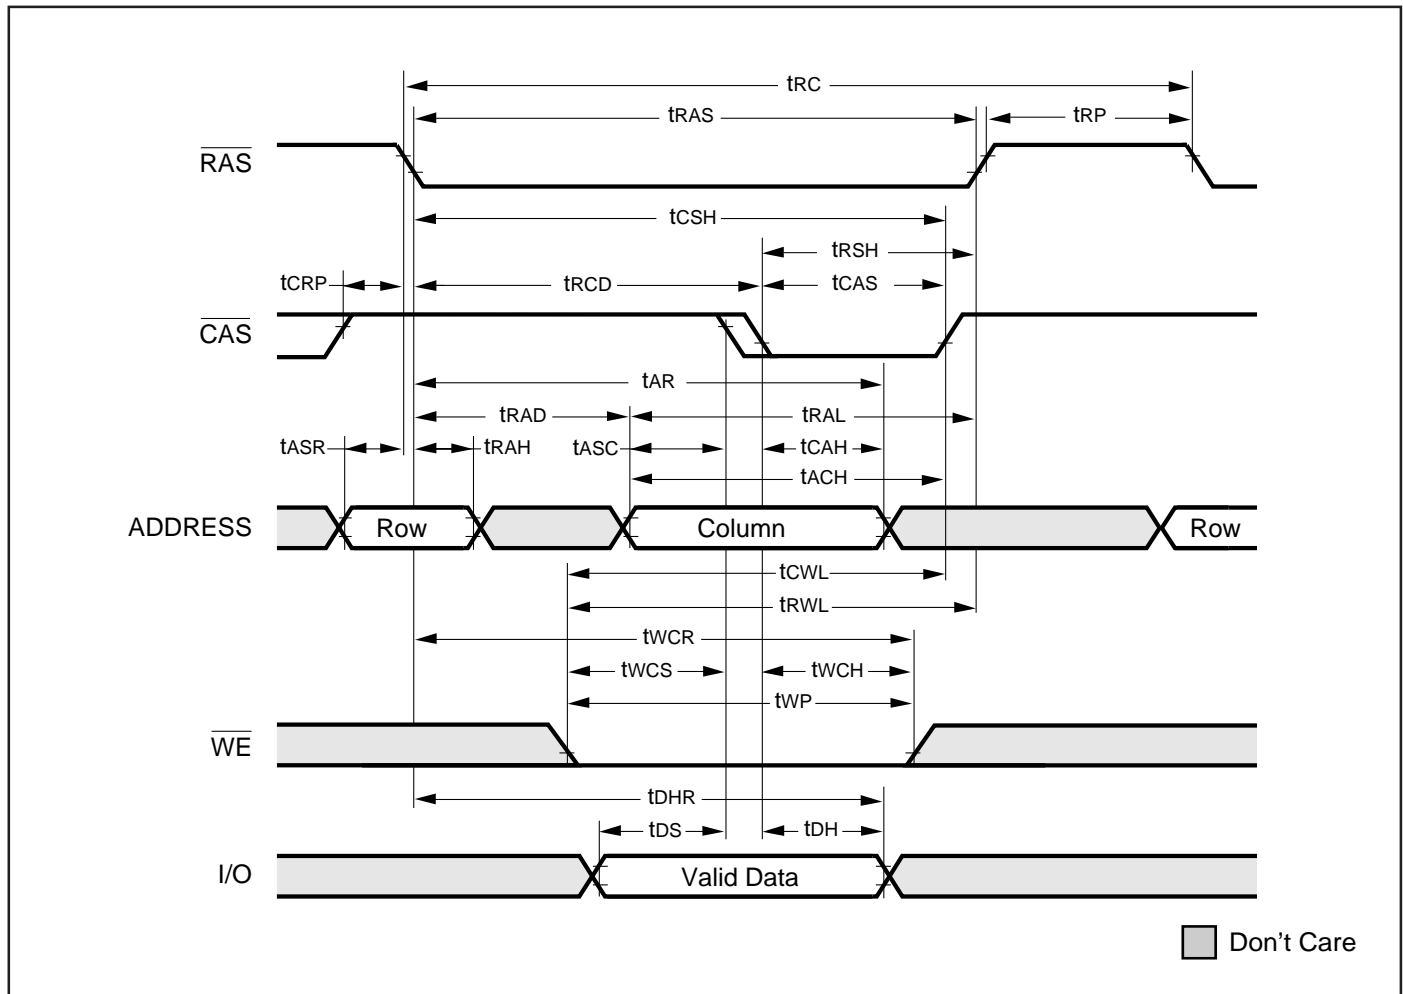 tRC
tRAS
tRP
RAS
tCSH
tRSH
tCRP
tRCD
tCAS
CAS
tAR
tRAD
tRAL
tASR
tRAH
tASC
tCAH
tACH
ADDRESS
Row
Column
Row
tCWL
tRWL
tWCR
tWCS
tWCH
tWP
WE
tDHR
tDS
tDH
I/O
Valid Data
Don't Care